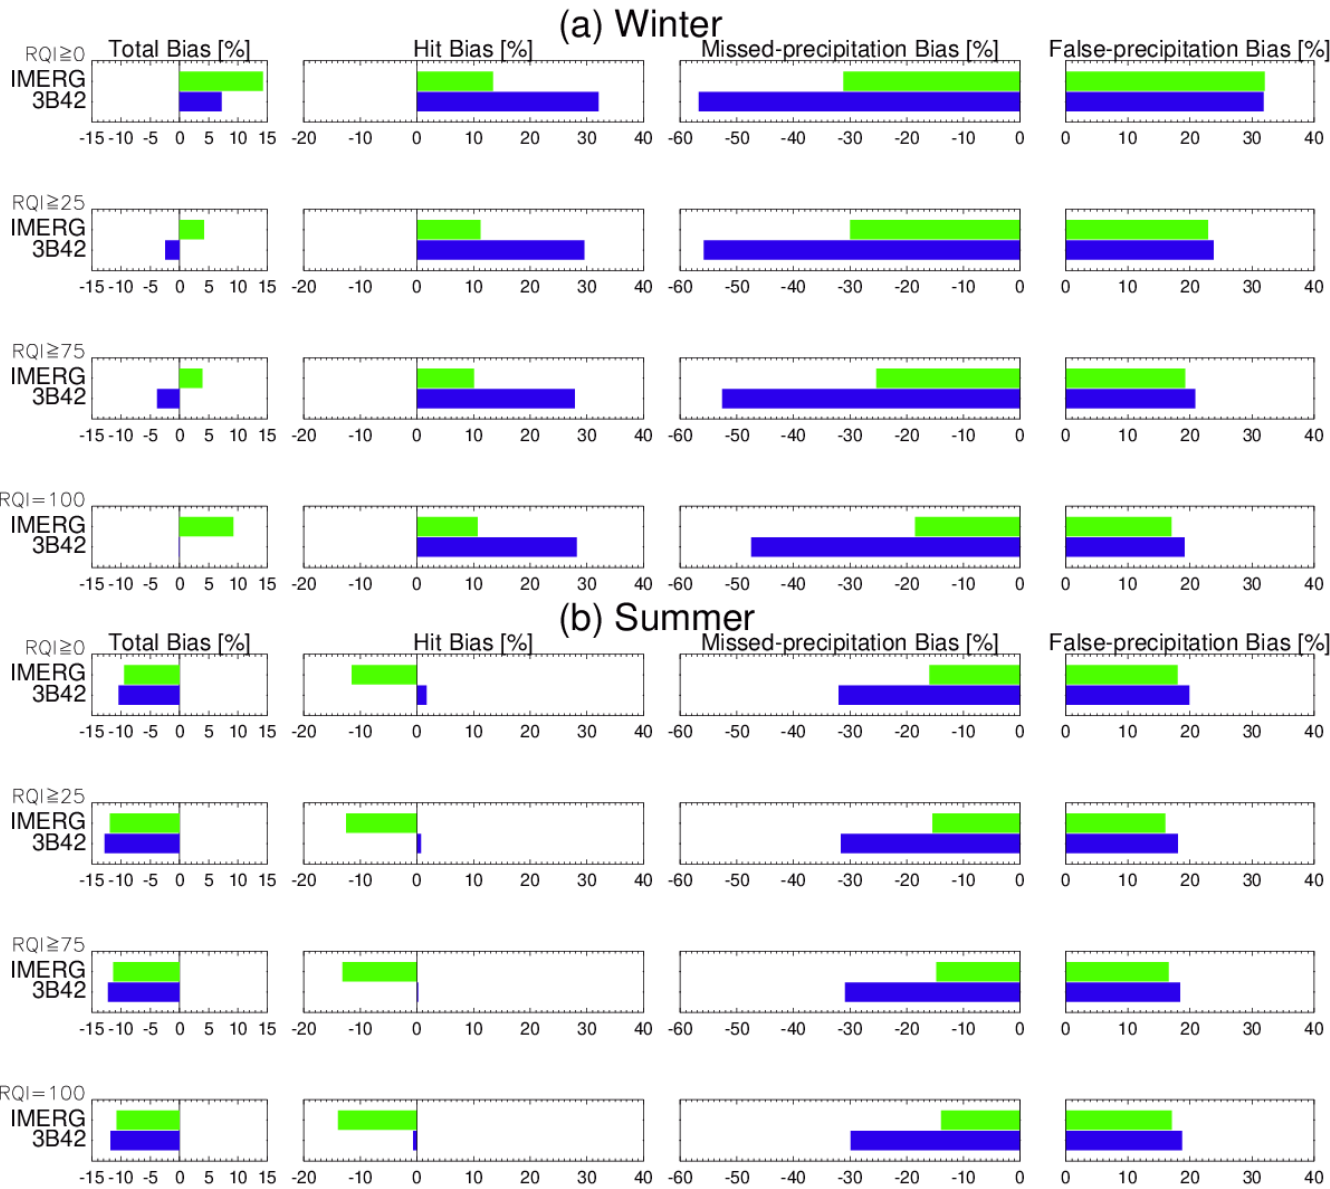 (a) Winter
Total Bias [%] Hit Bias [%] Missed-precipitation Bias [%] False-precipitation Bias [%]
RQI≧0
IMERG
3B42
-15 -10 -5 0 5 10 15 -20 -10 0 10 20 30 40 -60 -50 -40 -30 -20 -10 0 0 10 20 30 40
RQI≧25
IMERG
3B42
-15 -10 -5 0 5 10 15 -20 -10 0 10 20 30 40 -60 -50 -40 -30 -20 -10 0 0 10 20 30 40
RQI≧75
IMERG
3B42
-15 -10 -5 0 5 10 15 -20 -10 0 10 20 30 40 -60 -50 -40 -30 -20 -10 0 0 10 20 30 40
RQI=100
IMERG
3B42
-15 -10 -5 0 5 10 15 -20 -10 0 10 20 30 40 -60 -50 -40 -30 -20 -10 0 0 10 20 30 40
(b) Summer
Total Bias [%] Hit Bias [%] Missed-precipitation Bias [%] False-precipitation Bias [%]
RQI≧0
IMERG
3B42
-15 -10 -5 0 5 10 15 -20 -10 0 10 20 30 40 -60 -50 -40 -30 -20 -10 0 0 10 20 30 40
RQI≧25
IMERG
3B42
-15 -10 -5 0 5 10 15 -20 -10 0 10 20 30 40 -60 -50 -40 -30 -20 -10 0 0 10 20 30 40
RQI≧75
IMERG
3B42
-15 -10 -5 0 5 10 15 -20 -10 0 10 20 30 40 -60 -50 -40 -30 -20 -10 0 0 10 20 30 40
RQI=100
IMERG
3B42
-15 -10 -5 0 5 10 15 -20 -10 0 10 20 30 40 -60 -50 -40 -30 -20 -10 0 0 10 20 30 40